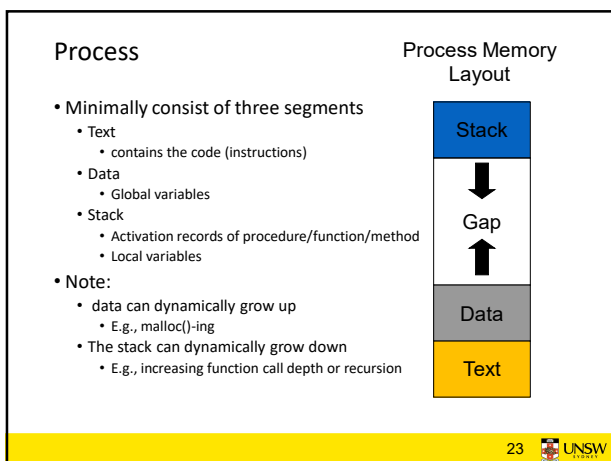 Process
• Minimally consist of three segments
• Text
• contains the code (instructions)
• Data
• Global variables
• Stack
• Activation records of procedure/function/method
• Local variables
• Note:
• data can dynamically grow up
• E.g., malloc()-ing
• The stack can dynamically grow down
• E.g., increasing function call depth or recursion
Process Memory
Layout
Stack
Gap
Data
Text
23
UNSW
SYDNEY